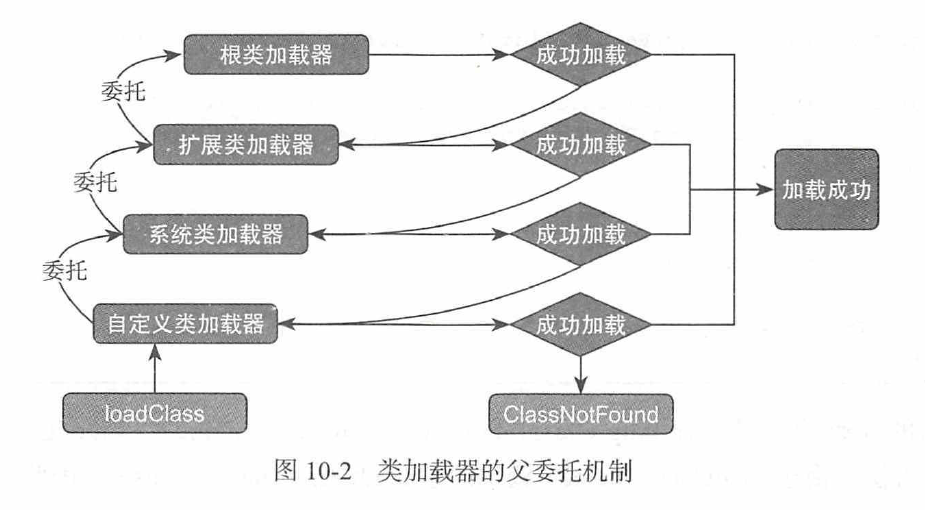 根类加载器
成功加载
委托
扩展类加载器
成功加载
加载成功
委托
系统类加载器
成功加载
委托
自定义类加载器
成功加载
loadClass
ClassNotFound
图 10-2 类加载器的父委托机制